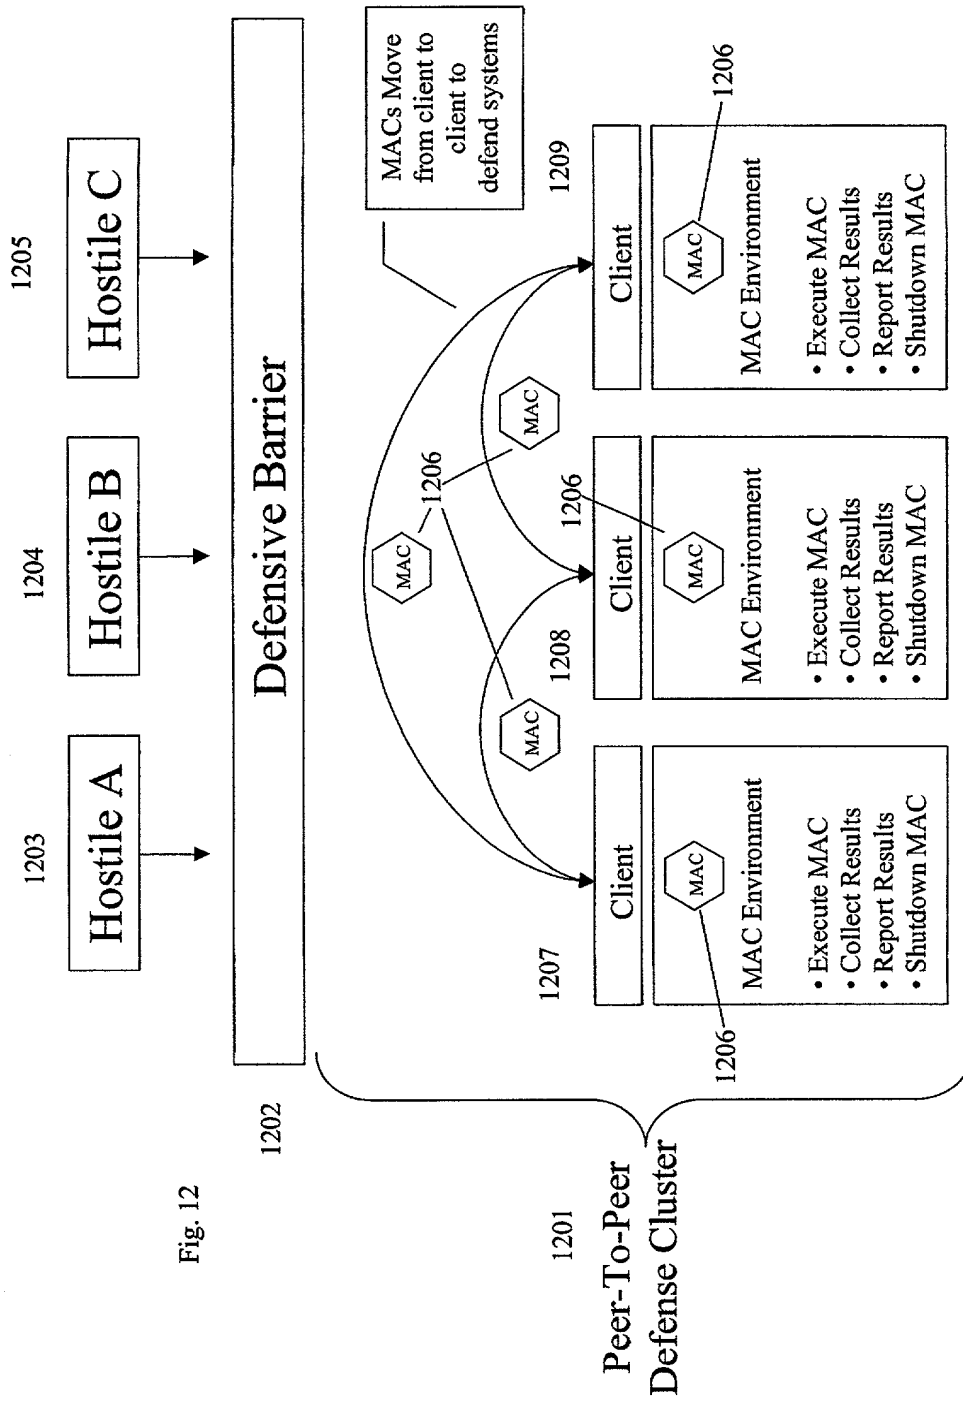 1203
1204
1205
Hostile A
Hostile B
Hostile C
Fig. 12
1202
Defensive Barrier
MACs Move
from client to
client to
defend systems
MAC
1206
MAC
MAC
1201
Peer-To-Peer
Defense Cluster
1207
1208
1206
1209
Client
Client
Client
1206
MAC
MAC Environment
• Execute MAC
• Collect Results
• Report Results
• Shutdown MAC
MAC
MAC Environment
• Execute MAC
• Collect Results
• Report Results
• Shutdown MAC
MAC
1206
MAC Environment
• Execute MAC
• Collect Results
• Report Results
• Shutdown MAC